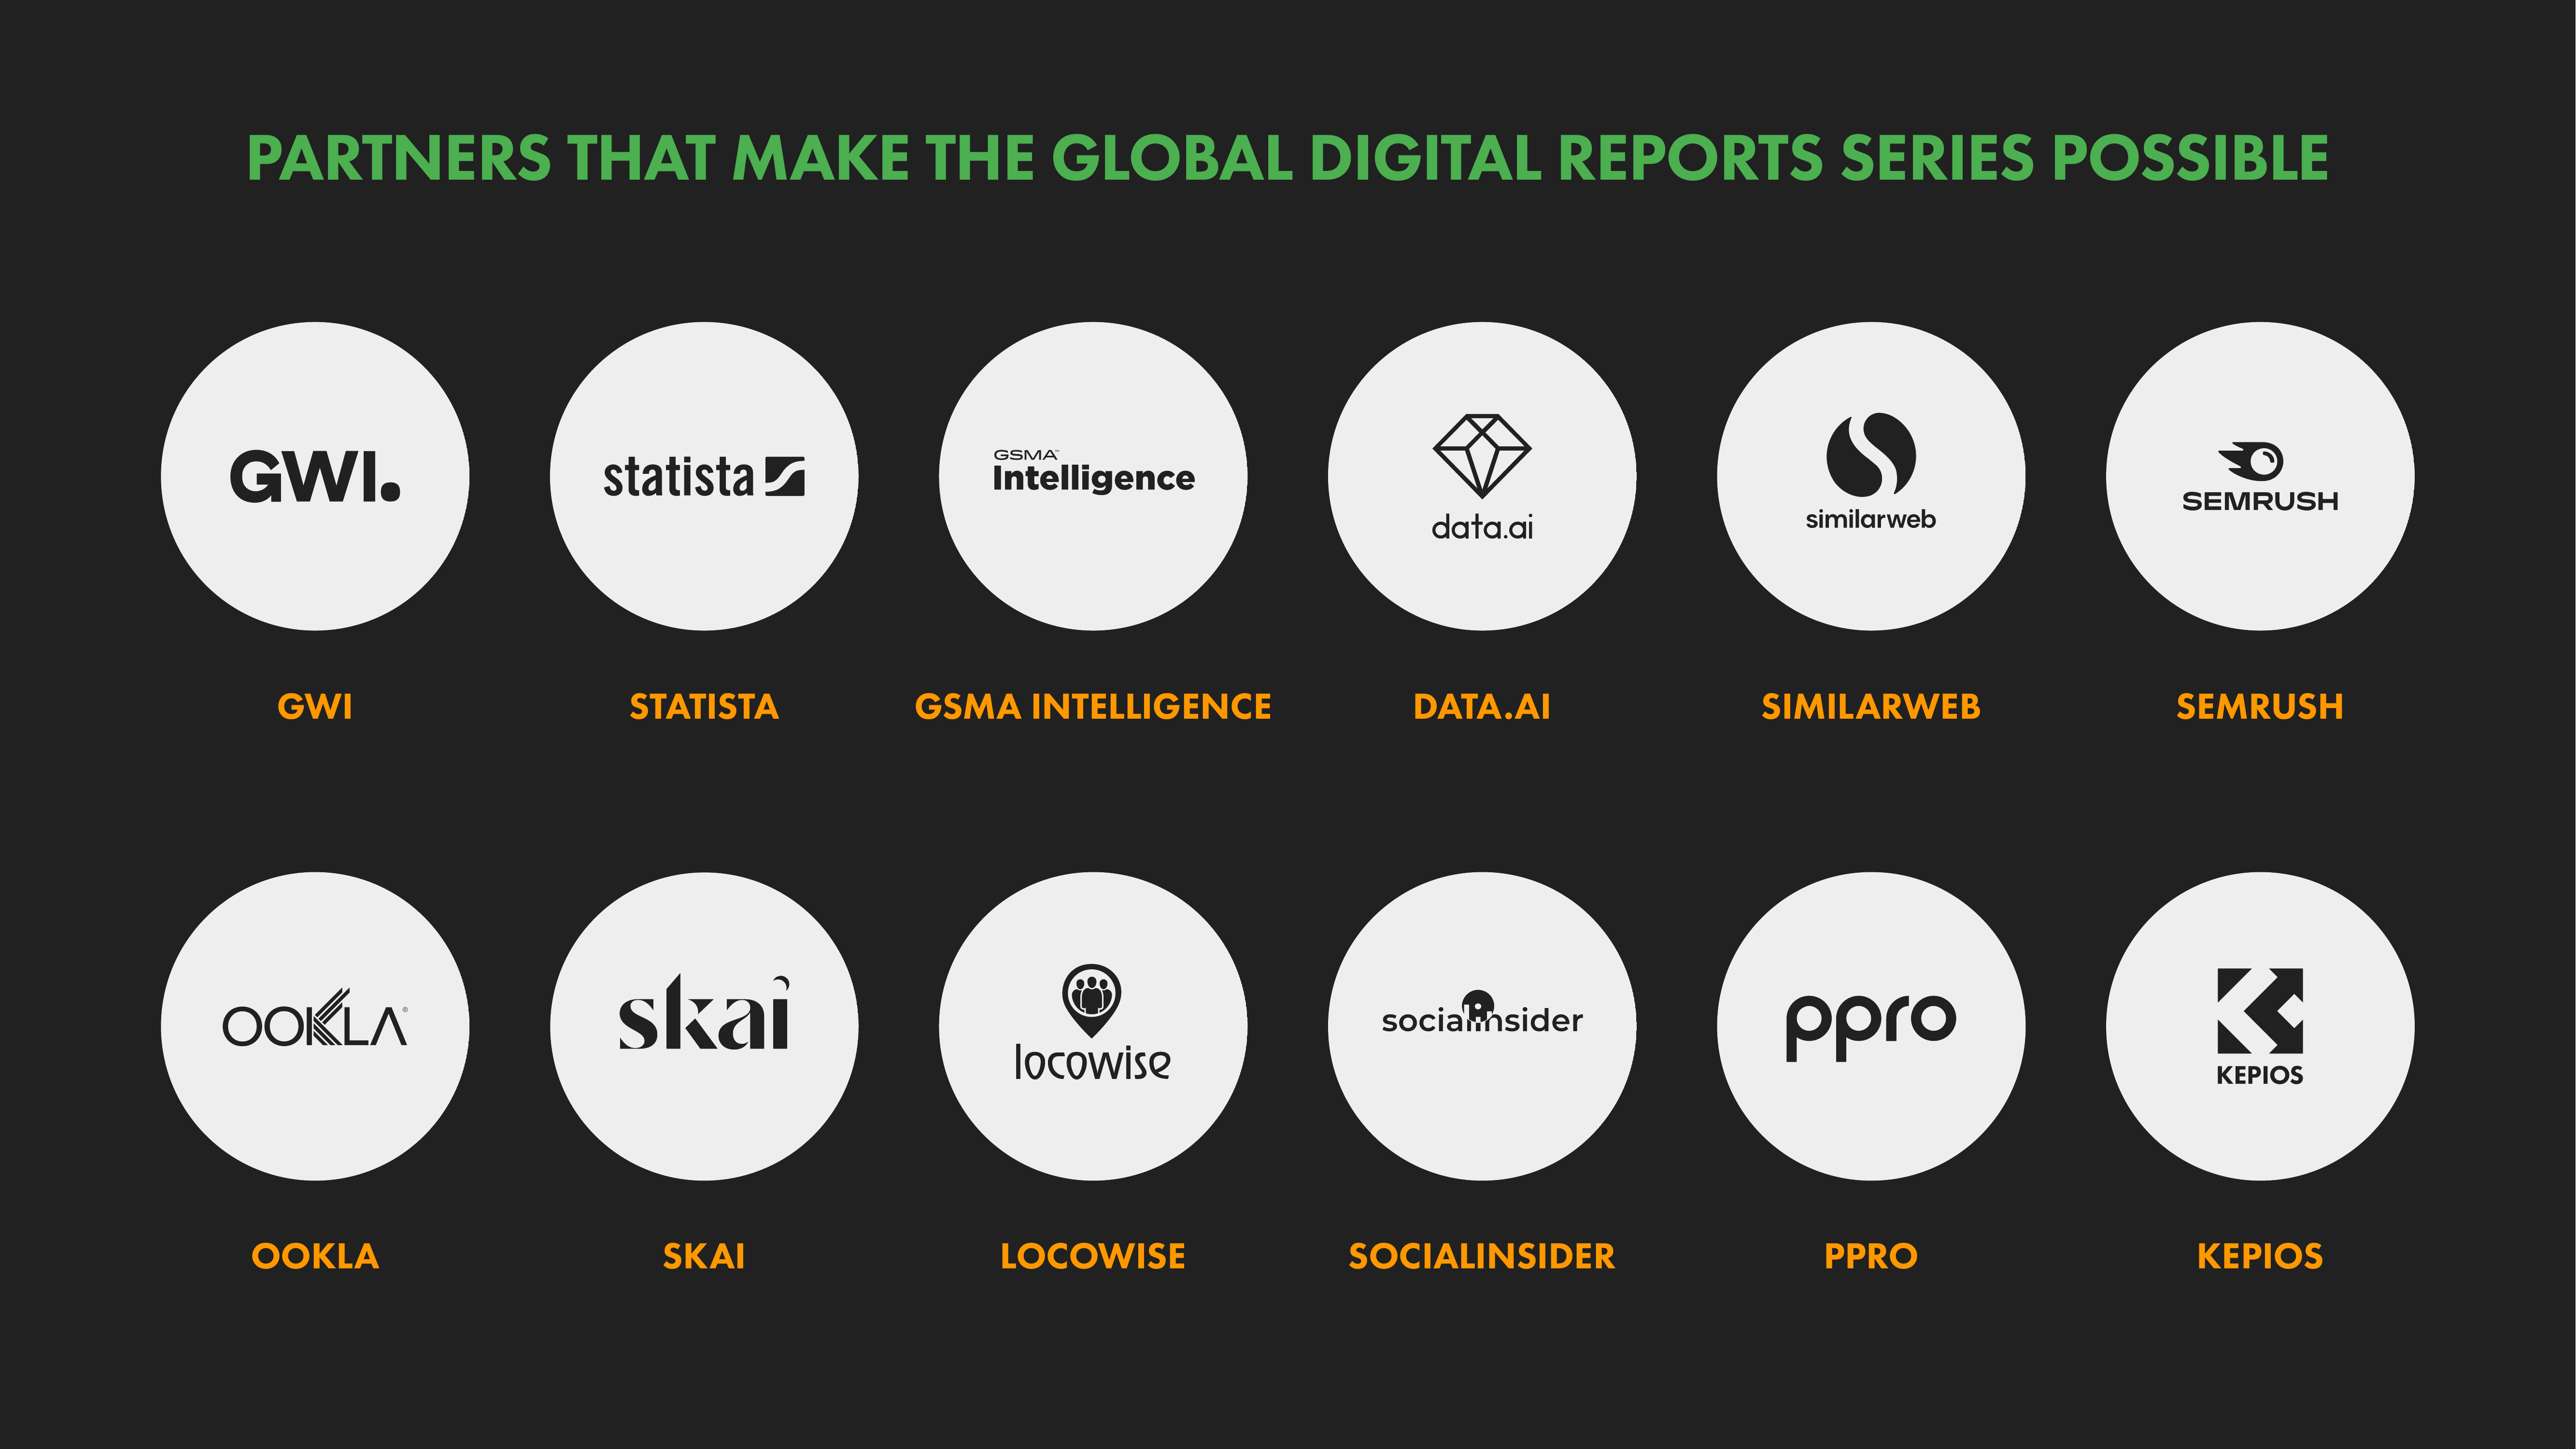 PARTNERS THAT MAKE THE GLOBAL DIGITAL REPORTS SERIES POSSIBLE
GWI.
statista
GSMA™
Intelligence
data.ai
similarweb
SEMRUSH
GWI
STATISTA
GSMA INTELLIGENCE
DATA.AI
SIMILARWEB
SEMRUSH
OOKLA®
skai
locowise
socialinsider
ppro
KEPIOS
OOKLA
SKAI
LOCOWISE
SOCIALINSIDER
PPRO
KEPIOS